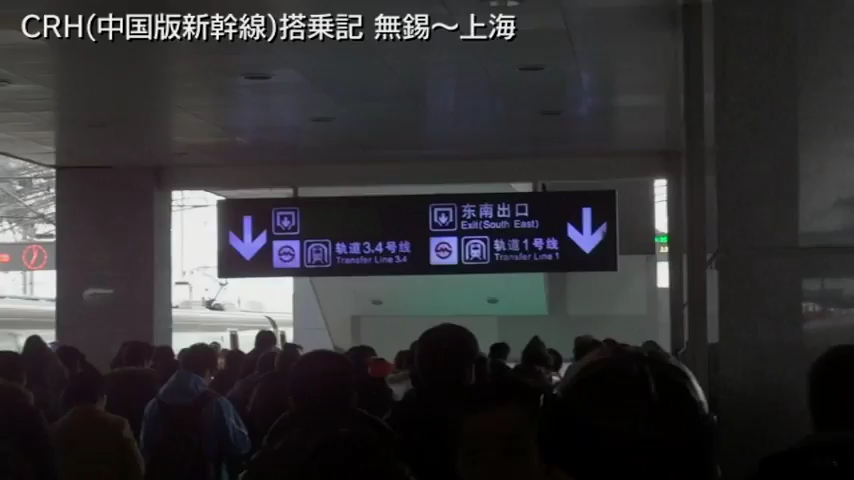 CRH(中国版新幹線)搭乗記 無錫～上海
轨道3.4号线
Transfer Line 3.4
东南出口
Exit(South East)
轨道1号线
Transfer Line 1